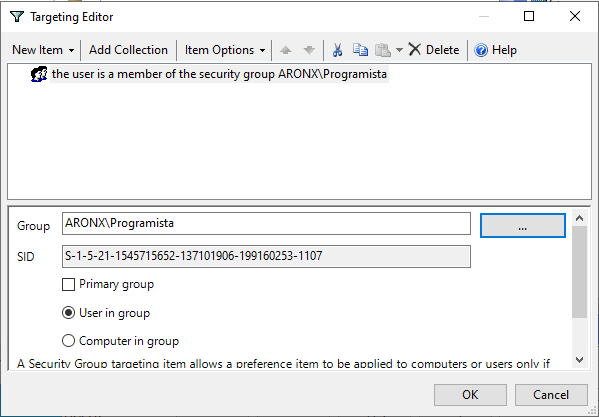 Targeting Editor
New Item Add Collection Item Options Delete Help
the user is a member of the security group ARONX\Programista
Group ARONX\Programista ...
SID S-1-5-21-1545715652-137101906-199160253-1107
Primary group
User in group
Computer in group
A Security Group targeting item allows a preference item to be applied to computers or users only if
OK Cancel